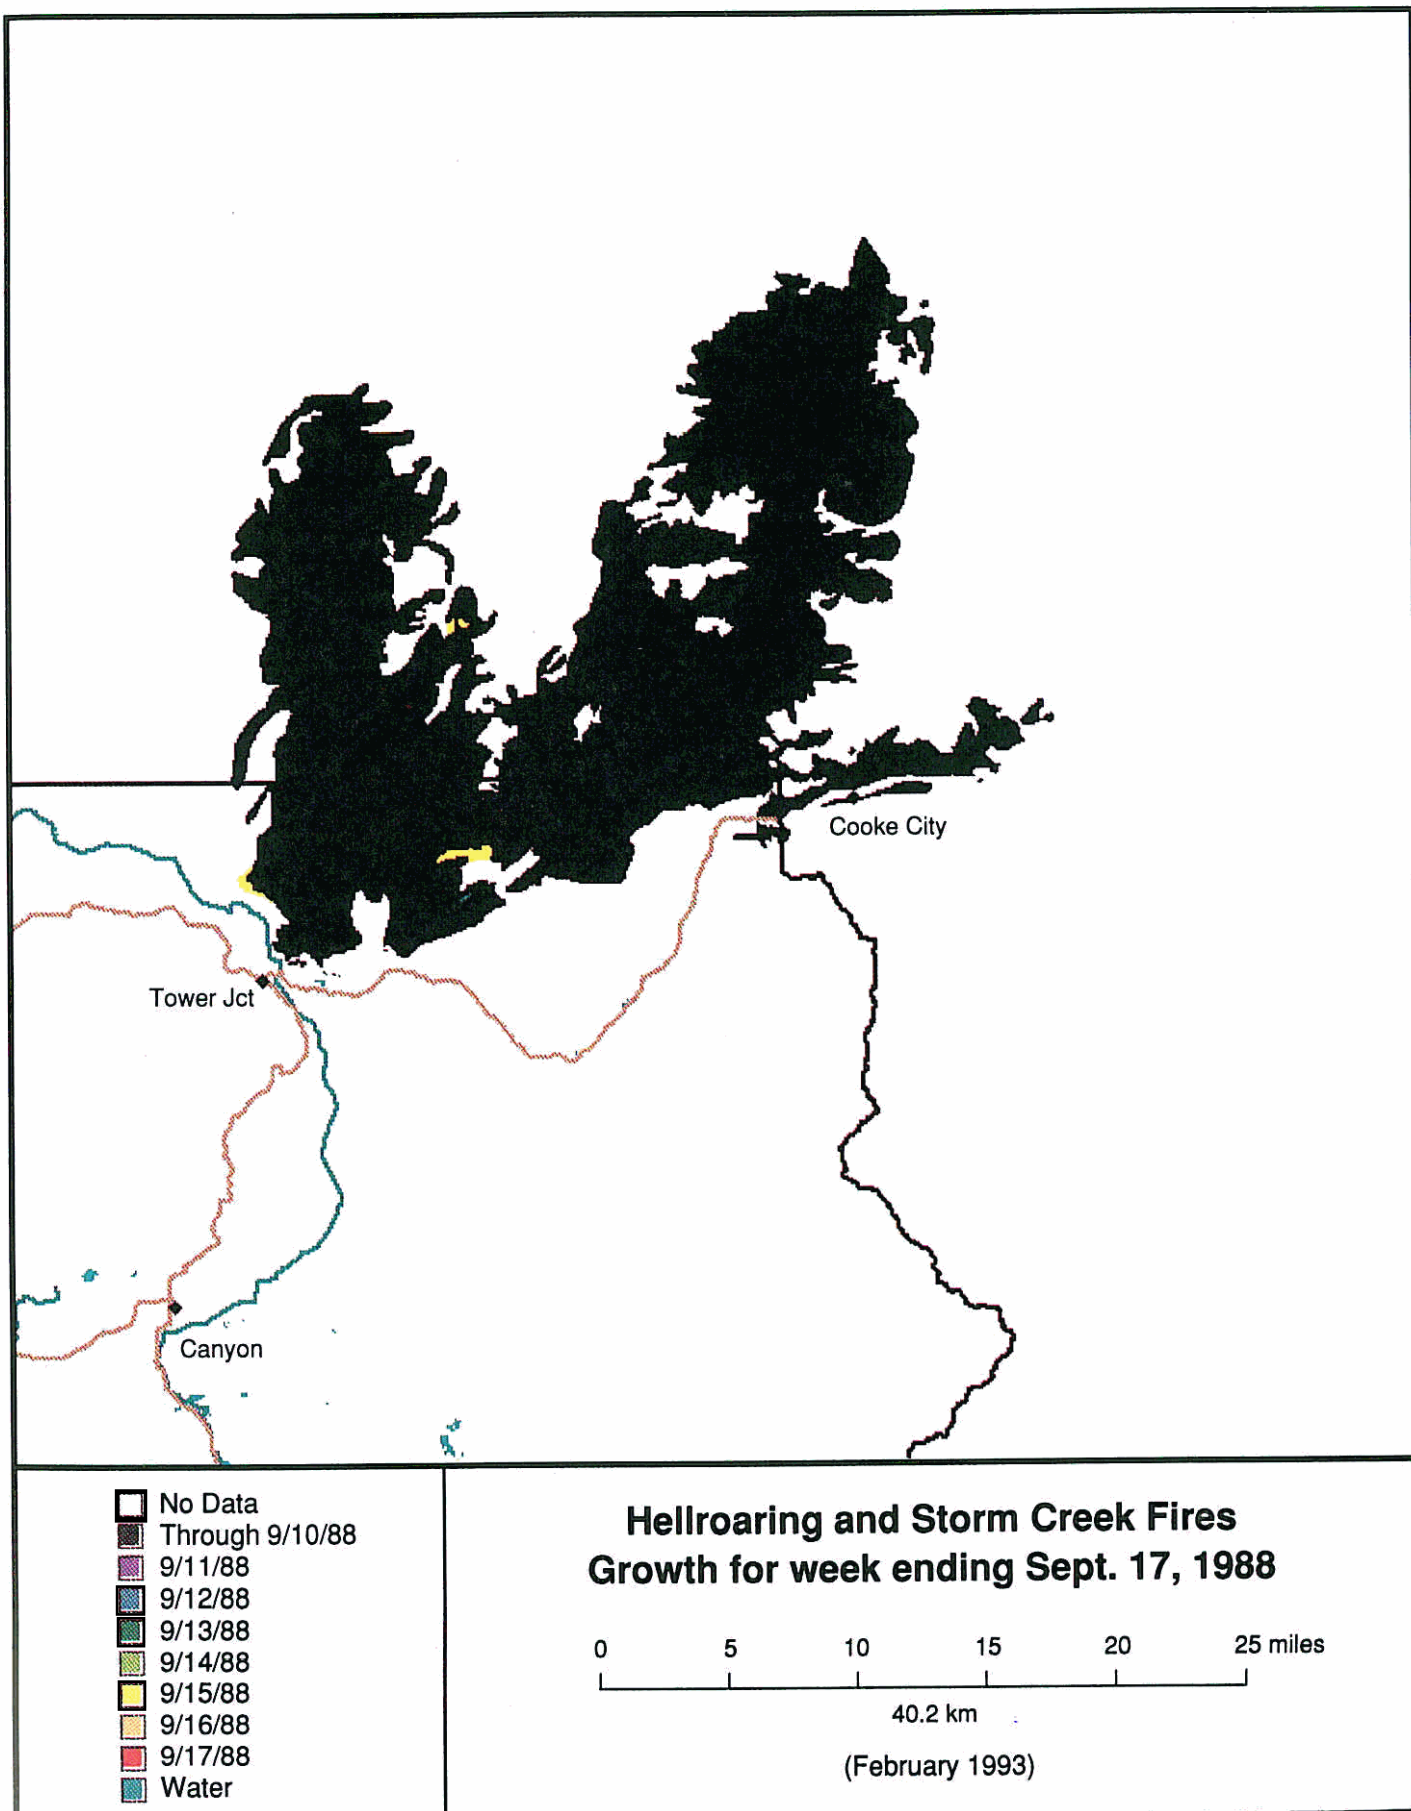 Cooke City
Tower Jct
Canyon
No Data
Through 9/10/88
9/11/88
9/12/88
9/13/88
9/14/88
9/15/88
9/16/88
9/17/88
Water
Hellroaring and Storm Creek Fires
Growth for week ending Sept. 17, 1988
0 5 10 15 20 25 miles
40.2 km
(February 1993)